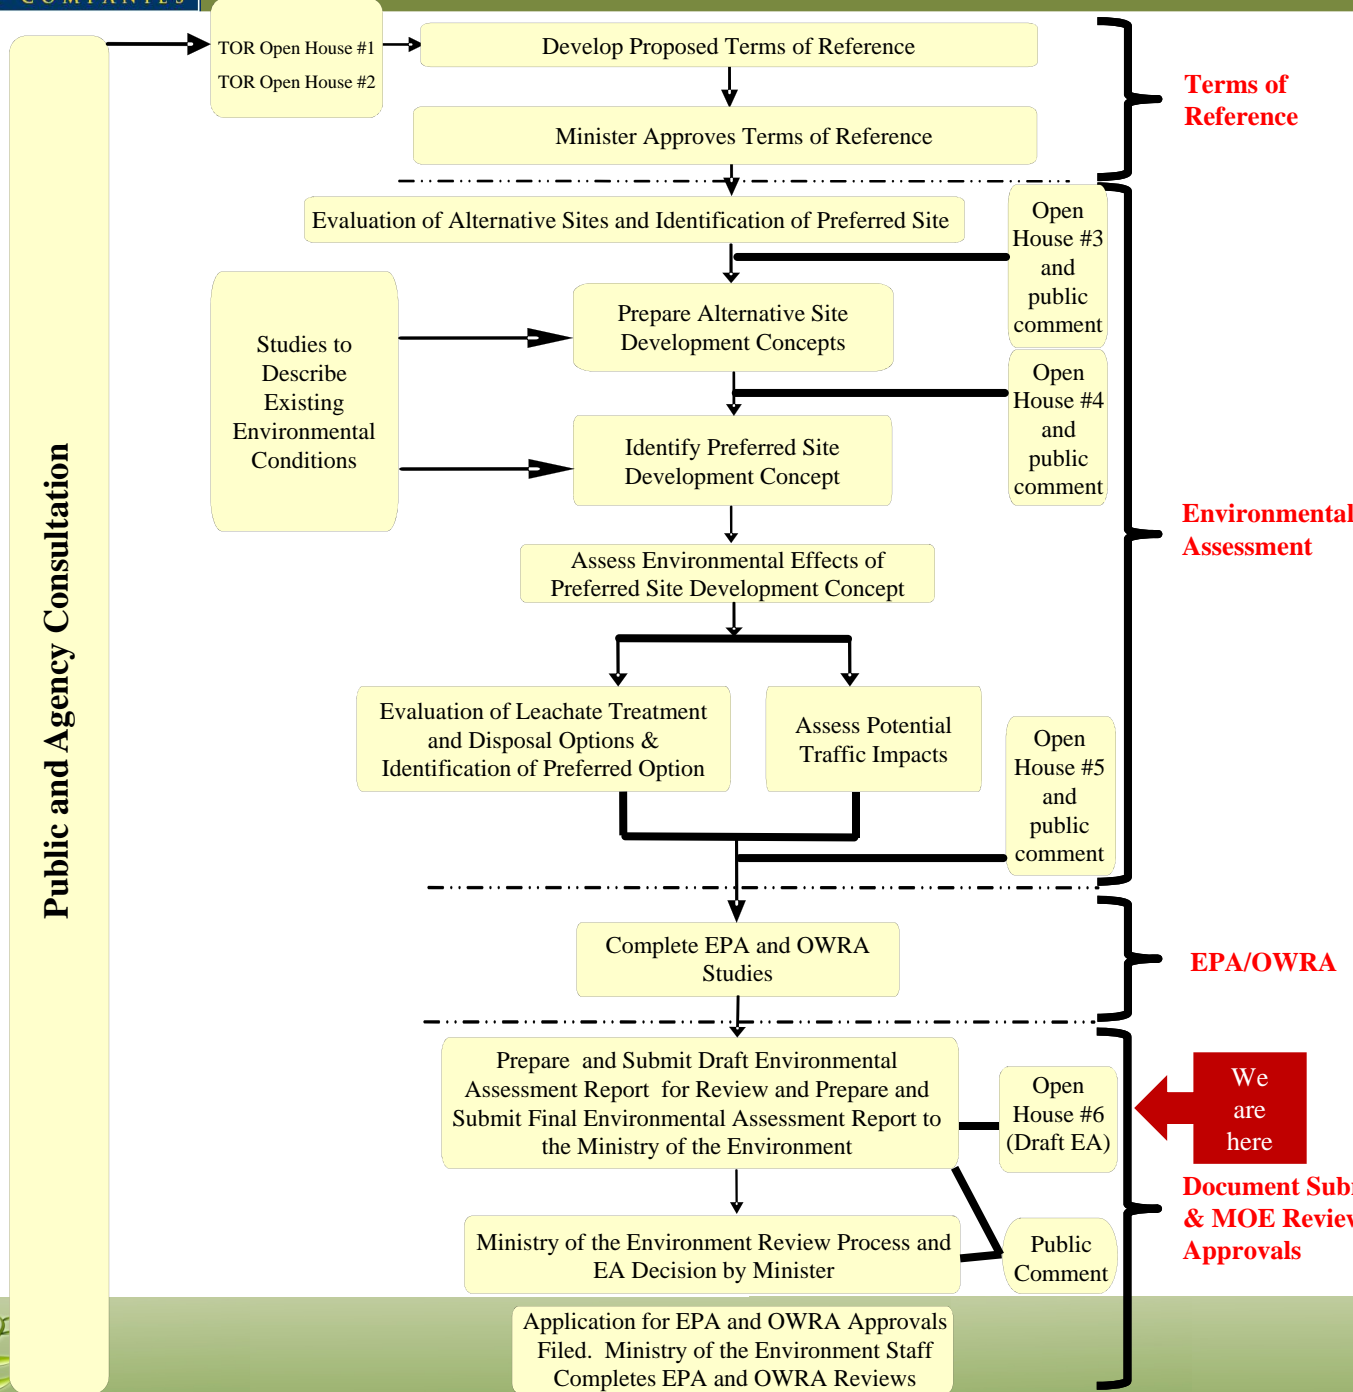 COMPANIES
TOR Open House #1
TOR Open House #2
Develop Proposed Terms of Reference
Terms of
Reference
Minister Approves Terms of Reference
Evaluation of Alternative Sites and Identification of Preferred Site
Open
House #3
and
public
comment
Studies to
Describe
Existing
Environmental
Conditions
Prepare Alternative Site
Development Concepts
Open
House #4
and
public
comment
Identify Preferred Site
Development Concept
Public and Agency Consultation
Environmental
Assessment
Assess Environmental Effects of
Preferred Site Development Concept
Evaluation of Leachate Treatment
and Disposal Options &
Identification of Preferred Option
Assess Potential
Traffic Impacts
Open
House #5
and
public
comment
Complete EPA and OWRA
Studies
EPA/OWRA
Prepare and Submit Draft Environmental
Assessment Report for Review and Prepare and
Submit Final Environmental Assessment Report to
the Ministry of the Environment
Open
House #6
(Draft EA)
We
are
here
Document
& MOE
Approvals
Ministry of the Environment Review Process and
EA Decision by Minister
Public
Comment
Application for EPA and OWRA Approvals
Filed. Ministry of the Environment Staff
Completes EPA and OWRA Reviews